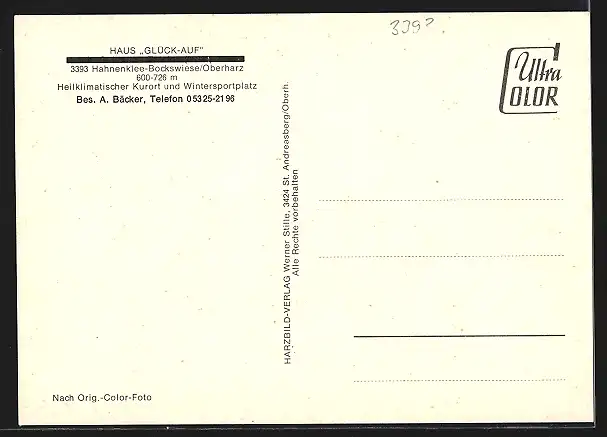 HAUS „GLÜCK-AUF"
3393 Hahnenklee-Bockswiese/Oberharz
600-726 m
Heilklimatischer Kurort und Wintersportplatz
Bes. A. Bäcker, Telefon 05325-2196
Ultra
COLOR
HARZBILD-VERLAG Werner Stille, 3424 St. Andreasberg/Oberh.
Alle Rechte vorbehalten
Nach Orig.-Color-Foto